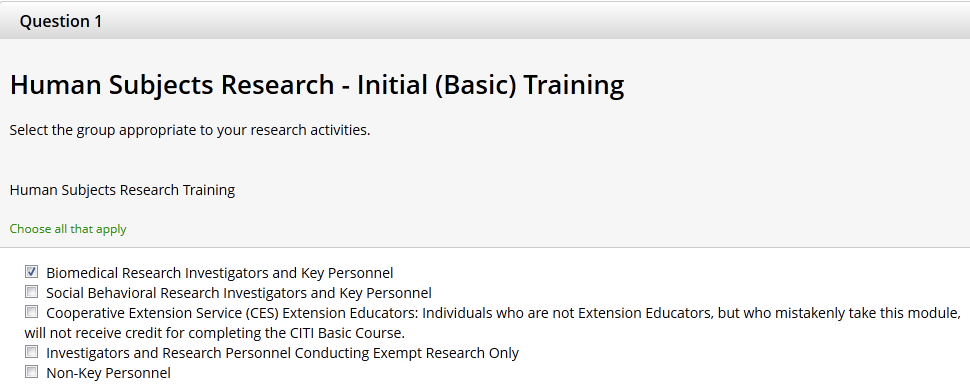 Question 1
Human Subjects Research - Initial (Basic) Training
Select the group appropriate to your research activities.
Human Subjects Research Training
Choose all that apply
Biomedical Research Investigators and Key Personnel
Social Behavioral Research Investigators and Key Personnel
Cooperative Extension Service (CES) Extension Educators: Individuals who are not Extension Educators, but who mistakenly take this module,
will not receive credit for completing the CITI Basic Course.
Investigators and Research Personnel Conducting Exempt Research Only
Non-Key Personnel